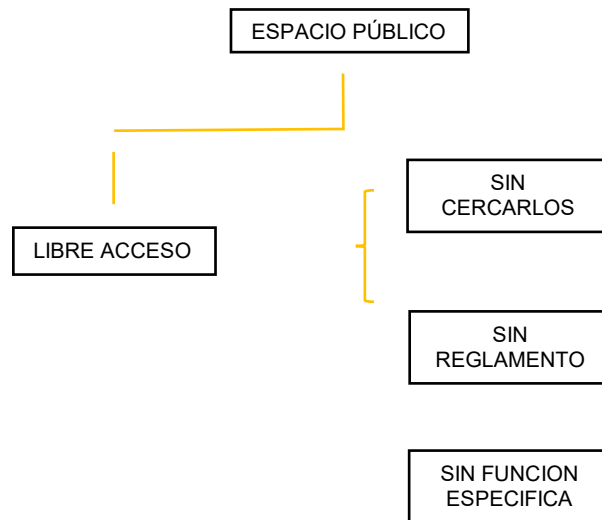 ESPACIO PÚBLICO
SIN
CERCARLOS
LIBRE ACCESO
SIN
REGLAMENTO
SIN FUNCION
ESPECIFICA